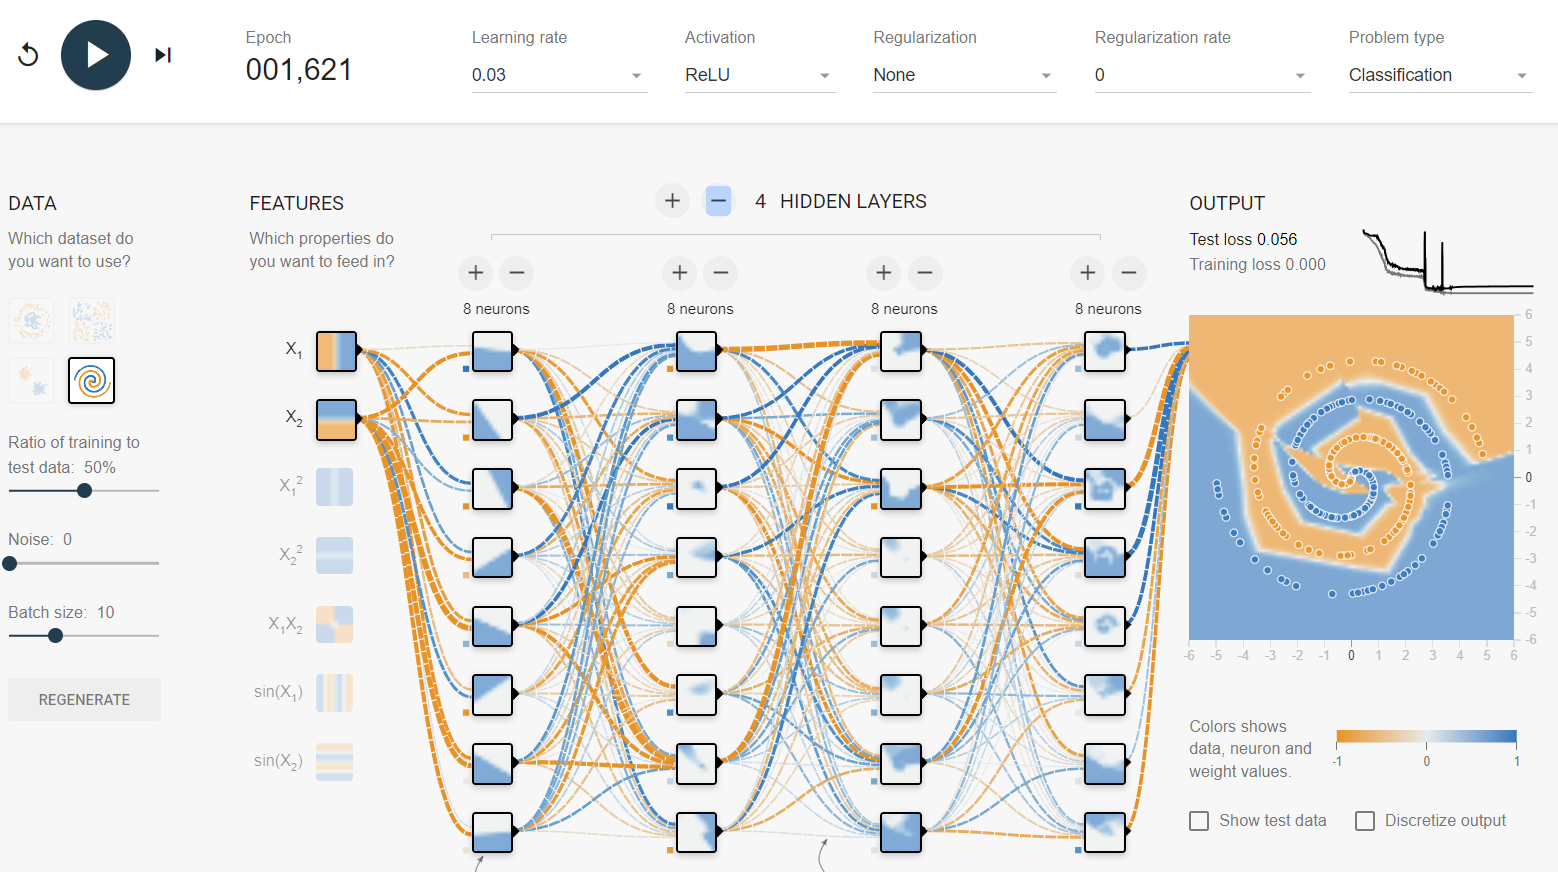 Epoch
001,621
Learning rate
0.03
Activation
ReLU
Regularization
None
Regularization rate
0
Problem type
Classification
DATA
Which dataset do
you want to use?
Ratio of training to
test data: 50%
Noise: 0
Batch size: 10
REGENERATE
FEATURES
Which properties do
you want to feed in?
X1
X2
X1²
X2²
X1X2
sin(X1)
sin(X2)
+ − 4 HIDDEN LAYERS
+ − + − + − + −
8 neurons 8 neurons 8 neurons 8 neurons
OUTPUT
Test loss 0.056
Training loss 0.000
6
5
4
3
2
1
0
-1
-2
-3
-4
-5
-6
-6 -5 -4 -3 -2 -1 0 1 2 3 4 5 6
Colors shows
data, neuron and
weight values.
-1 0 1
Show test data
Discretize output